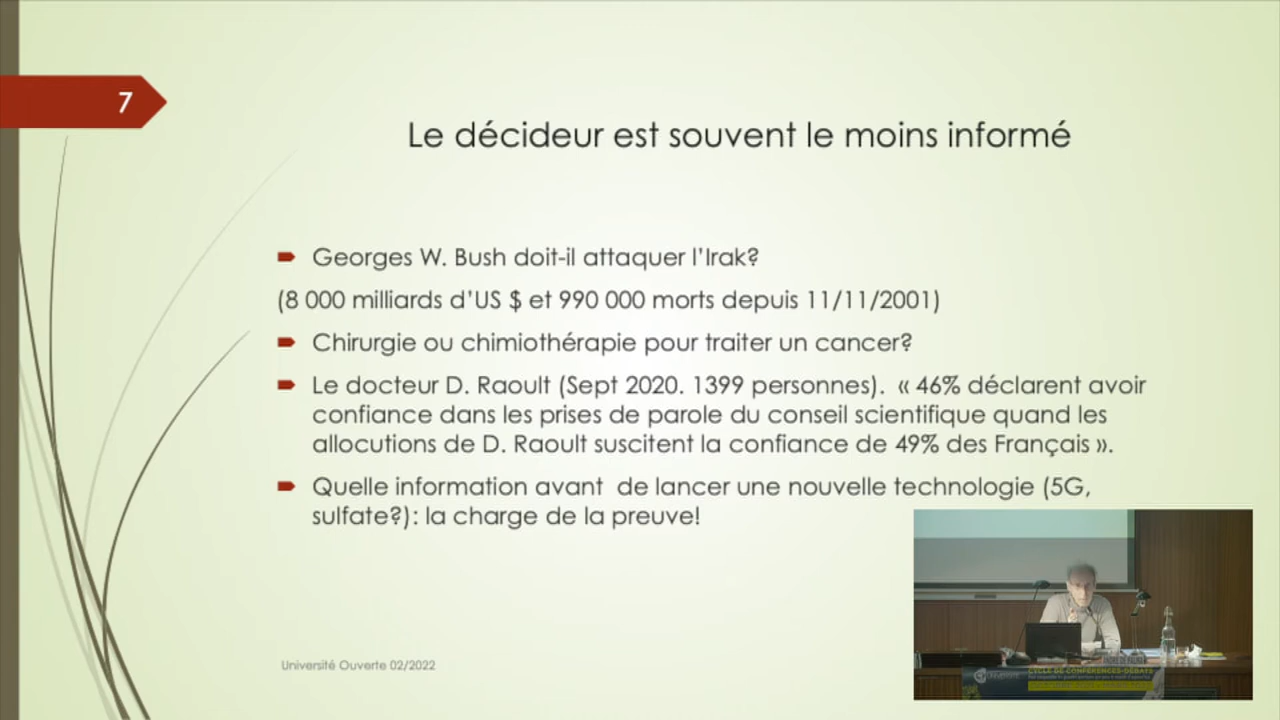 7
Le décideur est souvent le moins informé
Georges W. Bush doit-il attaquer l'Irak?
(8 000 milliards d'US $ et 990 000 morts depuis 11/11/2001)
Chirurgie ou chimiothérapie pour traiter un cancer?
Le docteur D. Raoult (Sept 2020. 1399 personnes). « 46% déclarent avoir
confiance dans les prises de parole du conseil scientifique quand les
allocutions de D. Raoult suscitent la confiance de 49% des Français ».
Quelle information avant de lancer une nouvelle technologie (5G,
sulfate?): la charge de la preuve!
Université Ouverte 02/2022
CYCLE DE CONFÉRENCES-DÉBATS